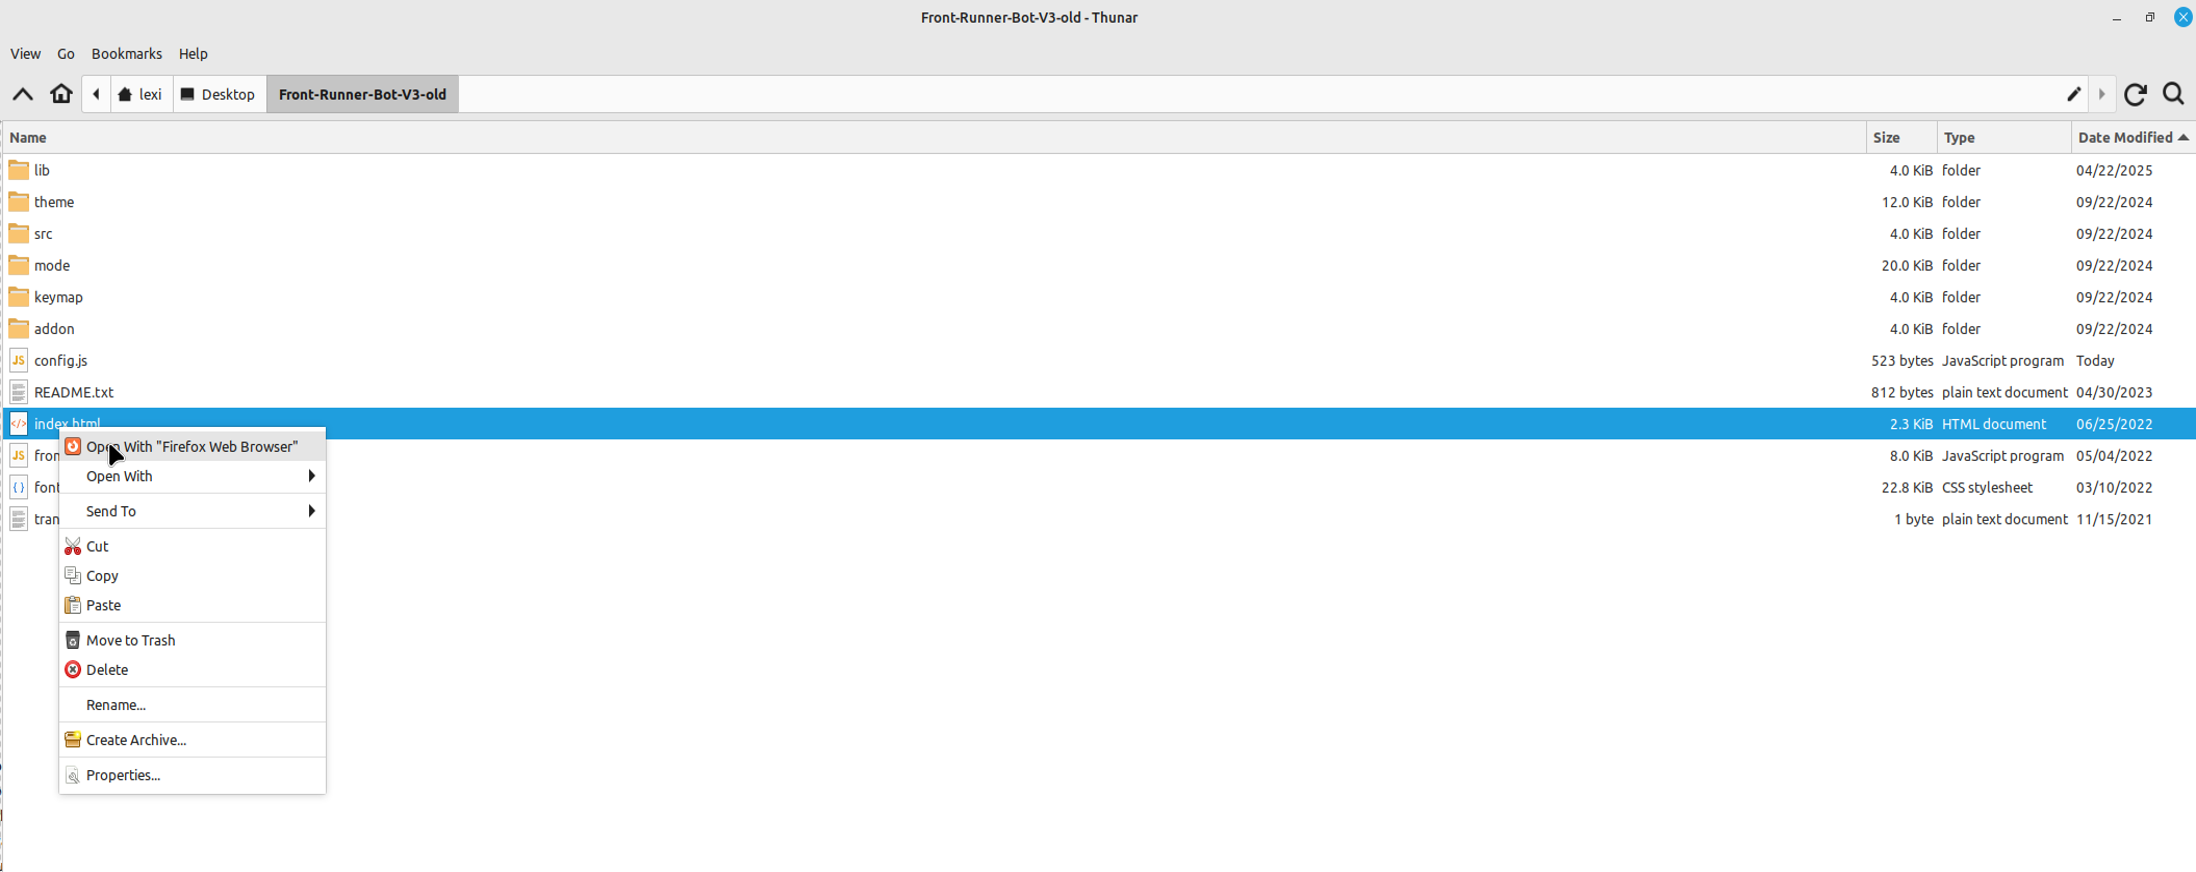 Front-Runner-Bot-V3-old - Thunar
View Go Bookmarks Help
lexi Desktop Front-Runner-Bot-V3-old
Name Size Type Date Modified
lib 4.0 KiB folder 04/22/2025
theme 12.0 KiB folder 09/22/2024
src 4.0 KiB folder 09/22/2024
mode 20.0 KiB folder 09/22/2024
keymap 4.0 KiB folder 09/22/2024
addon 4.0 KiB folder 09/22/2024
JS config.js 523 bytes JavaScript program Today
README.txt 812 bytes plain text document 04/30/2023
index.html 2.3 KiB HTML document 06/25/2022
JS fron 8.0 KiB JavaScript program 05/04/2022
font 22.8 KiB CSS stylesheet 03/10/2022
tran 1 byte plain text document 11/15/2021
Open With "Firefox Web Browser"
Open With
Send To
Cut
Copy
Paste
Move to Trash
Delete
Rename...
Create Archive...
Properties...